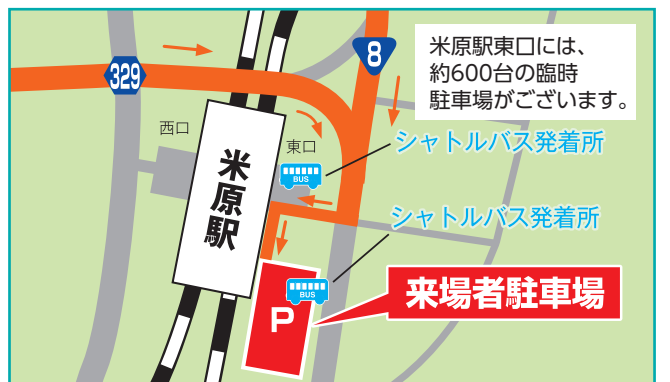 329
8
米原駅東口には、
約600台の臨時
駐車場がございます。
西口
東口
シャトルバス発着所
BUS
米原駅
シャトルバス発着所
BUS
P
来場者駐車場